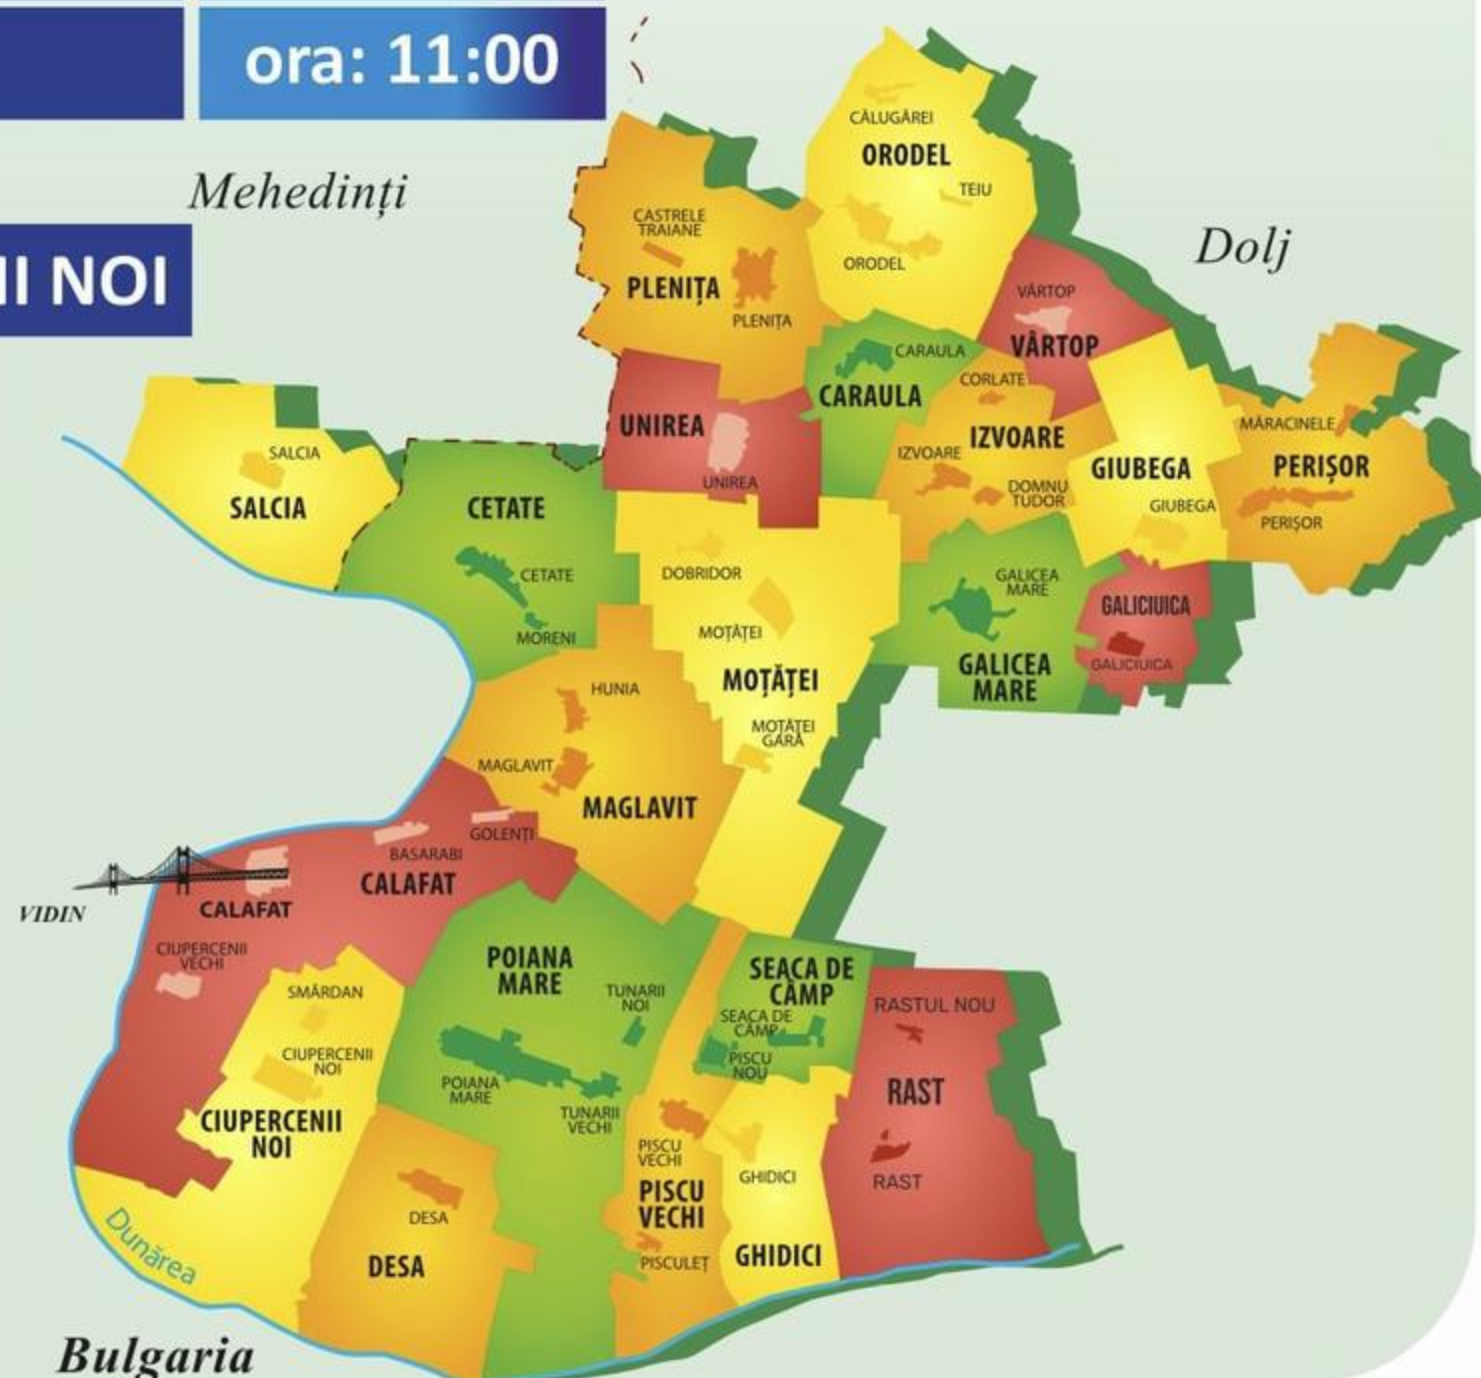 ora: 11:00
Mehedinți
II NOI
Dolj
CĂLUGĂREI
ORODEL
TEIU
ORODEL
CASTRELE
TRAIANE
PLENIȚA
PLENIȚA
VÂRTOP
VÂRTOP
CARAULA
CARAULA
CORLATE
IZVOARE
IZVOARE
DOMNU
TUDOR
UNIREA
UNIREA
GIUBEGA
GIUBEGA
MĂRACINELE
PERIȘOR
PERIȘOR
SALCIA
SALCIA
CETATE
CETATE
MORENI
DOBRIDOR
MOȚĂȚEI
MOȚĂȚEI
MOȚĂȚEI
GARĂ
GALICEA
MARE
GALICEA
MARE
GALICIUICA
GALICIUICA
HUNIA
MAGLAVIT
MAGLAVIT
GOLENȚI
BASARABI
CALAFAT
CALAFAT
VIDIN
CIUPERCENII
VECHI
SMÂRDAN
CIUPERCENII
NOI
CIUPERCENII
NOI
POIANA
MARE
TUNARII
NOI
POIANA
MARE
TUNARII
VECHI
SEACA DE
CÂMP
SEACA DE
CÂMP
PISCU
NOU
RASTUL NOU
RAST
RAST
PISCU
VECHI
PISCU
VECHI
PISCULEȚ
GHIDICI
GHIDICI
DESA
DESA
Dunărea
Bulgaria